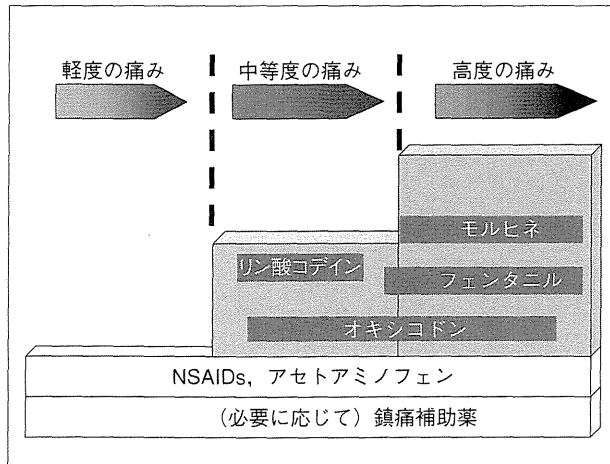 軽度の痛み
中等度の痛み
高度の痛み
モルヒネ
リン酸コデイン
フェンタニル
オキシコドン
NSAIDs，アセトアミノフェン
（必要に応じて）鎮痛補助薬